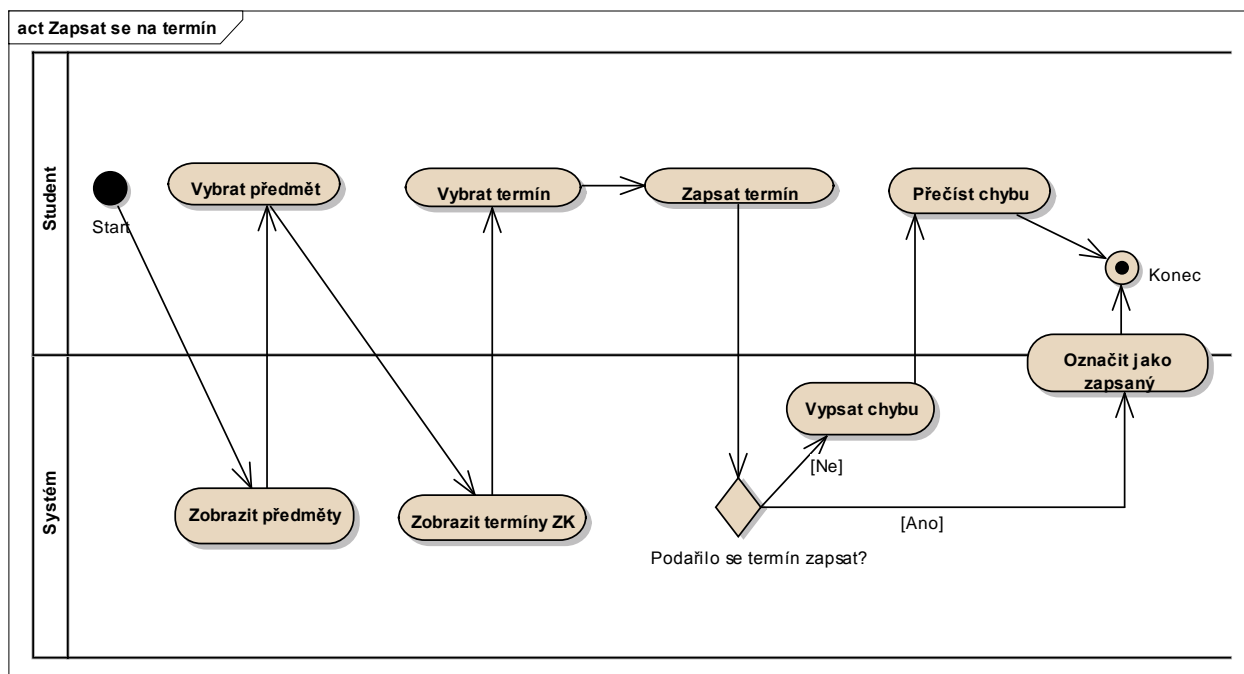 act Zapsat se na termín
Student
Start
Vybrat předmět
Vybrat termín
Zapsat termín
Přečíst chybu
Konec
Systém
Zobrazit předměty
Zobrazit termíny ZK
Podařilo se termín zapsat?
[Ne]
Vypsat chybu
[Ano]
Označit jako
zapsaný